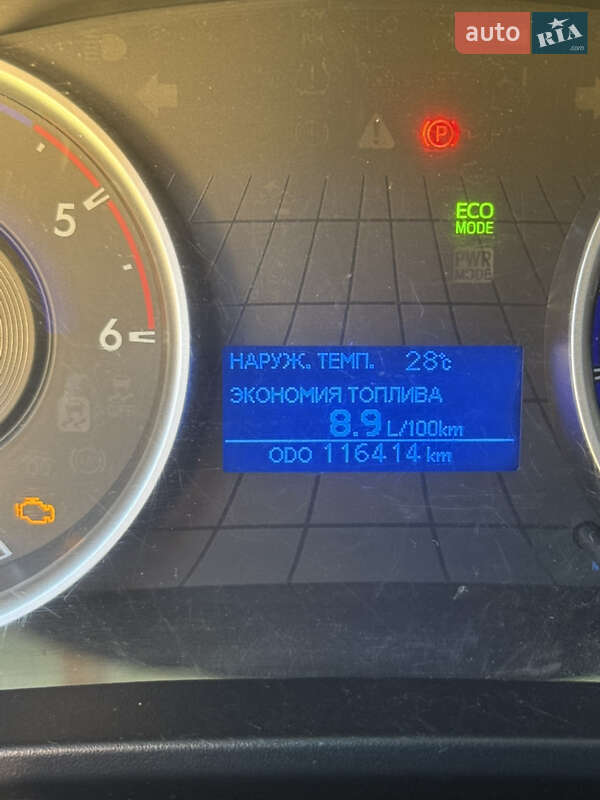 auto RIA .com
P
ECO
MODE
PWR
MODE
5
6
НАРУЖ. ТЕМП. 28℃
ЭКОНОМИЯ ТОПЛИВА
8.9 L/100km
ODO 116414 km